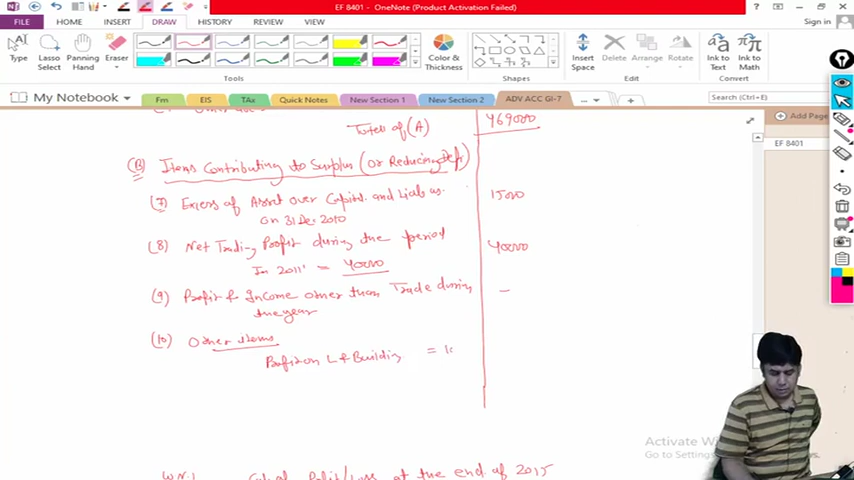 EF 8401 - OneNote (Product Activation Failed)
FILE HOME INSERT DRAW HISTORY REVIEW VIEW
Sign in
Type Lasso Select Panning Hand Eraser Color & Thickness Insert Space Delete Arrange Rotate Ink to Text Ink to Math
Tools Shapes Edit Convert
My Notebook Fm EIS TAx Quick Notes New Section 1 New Section 2 ADV ACC GI-7 Search (Ctrl+E)
Add Page
EF 8401
Total of (A) 469000
(B) Items Contributing to Surplus (or Reducing
(7) Excess of Asset over Capital and Liab as 15000
on 31 Dec 2010
(8) Net Trading Profit during the period 40000
In 2011 = 40000
(9) Profit & Income other than Trade during —
the year
(10) Other items
Profit on L & Building = 1
W.N.1 Profit/Loss at the end of 2015
Activate
Go to Setting